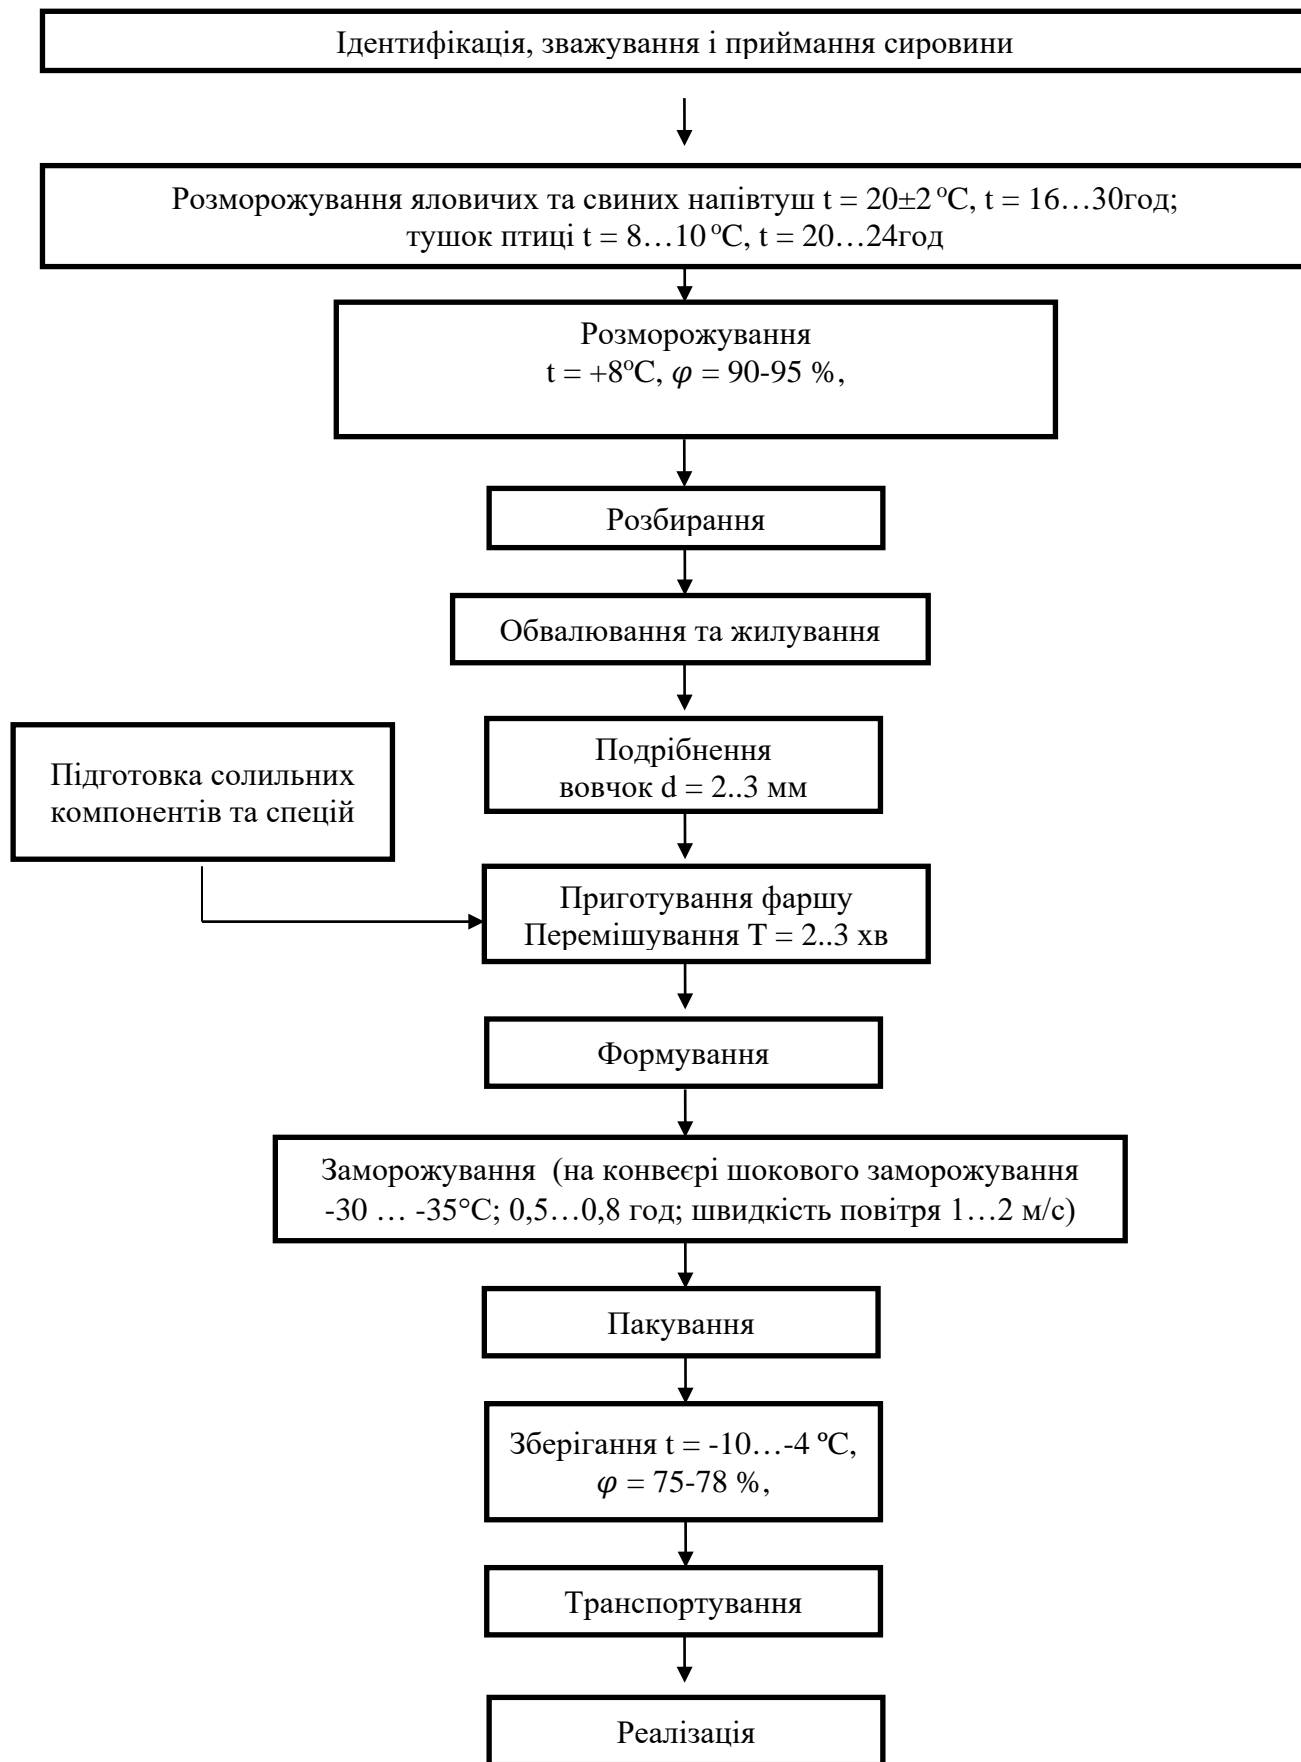 Ідентифікація, зважування і приймання сировини
Розморожування яловичих та свиних напівтуш t = 20±2 ºС, t = 16…30год;
тушок птиці t = 8…10 ºС, t = 20…24год
Розморожування
t = +8ºС, 𝜑 = 90-95 %,
Розбирання
Обвалювання та жилування
Подрібнення
вовчок d = 2..3 мм
Підготовка солильних
компонентів та спецій
Приготування фаршу
Перемішування Т = 2..3 хв
Формування
Заморожування (на конвеєрі шокового заморожування
-30 … -35°С; 0,5…0,8 год; швидкість повітря 1…2 м/с)
Пакування
Зберігання t = -10…-4 ºС,
𝜑 = 75-78 %,
Транспортування
Реалізація